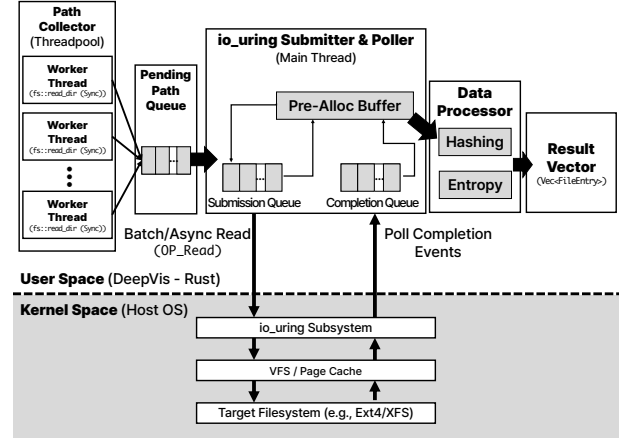 Path
Collector
(Threadpool)
Worker
Thread
(fs::read_dir (Sync))
Worker
Thread
(fs::read_dir (Sync))
Worker
Thread
(fs::read_dir (Sync))
Pending
Path
Queue
...
io_uring Submitter & Poller
(Main Thread)
Pre-Alloc Buffer
...
Submission Queue
...
Completion Queue
Data
Processor
Hashing
Entropy
Result
Vector
(Vec<FileEntry>)
Batch/Async Read
(OP_Read)
Poll Completion
Events
User Space (DeepVis - Rust)
Kernel Space (Host OS)
io_uring Subsystem
VFS / Page Cache
Target Filesystem (e.g., Ext4/XFS)